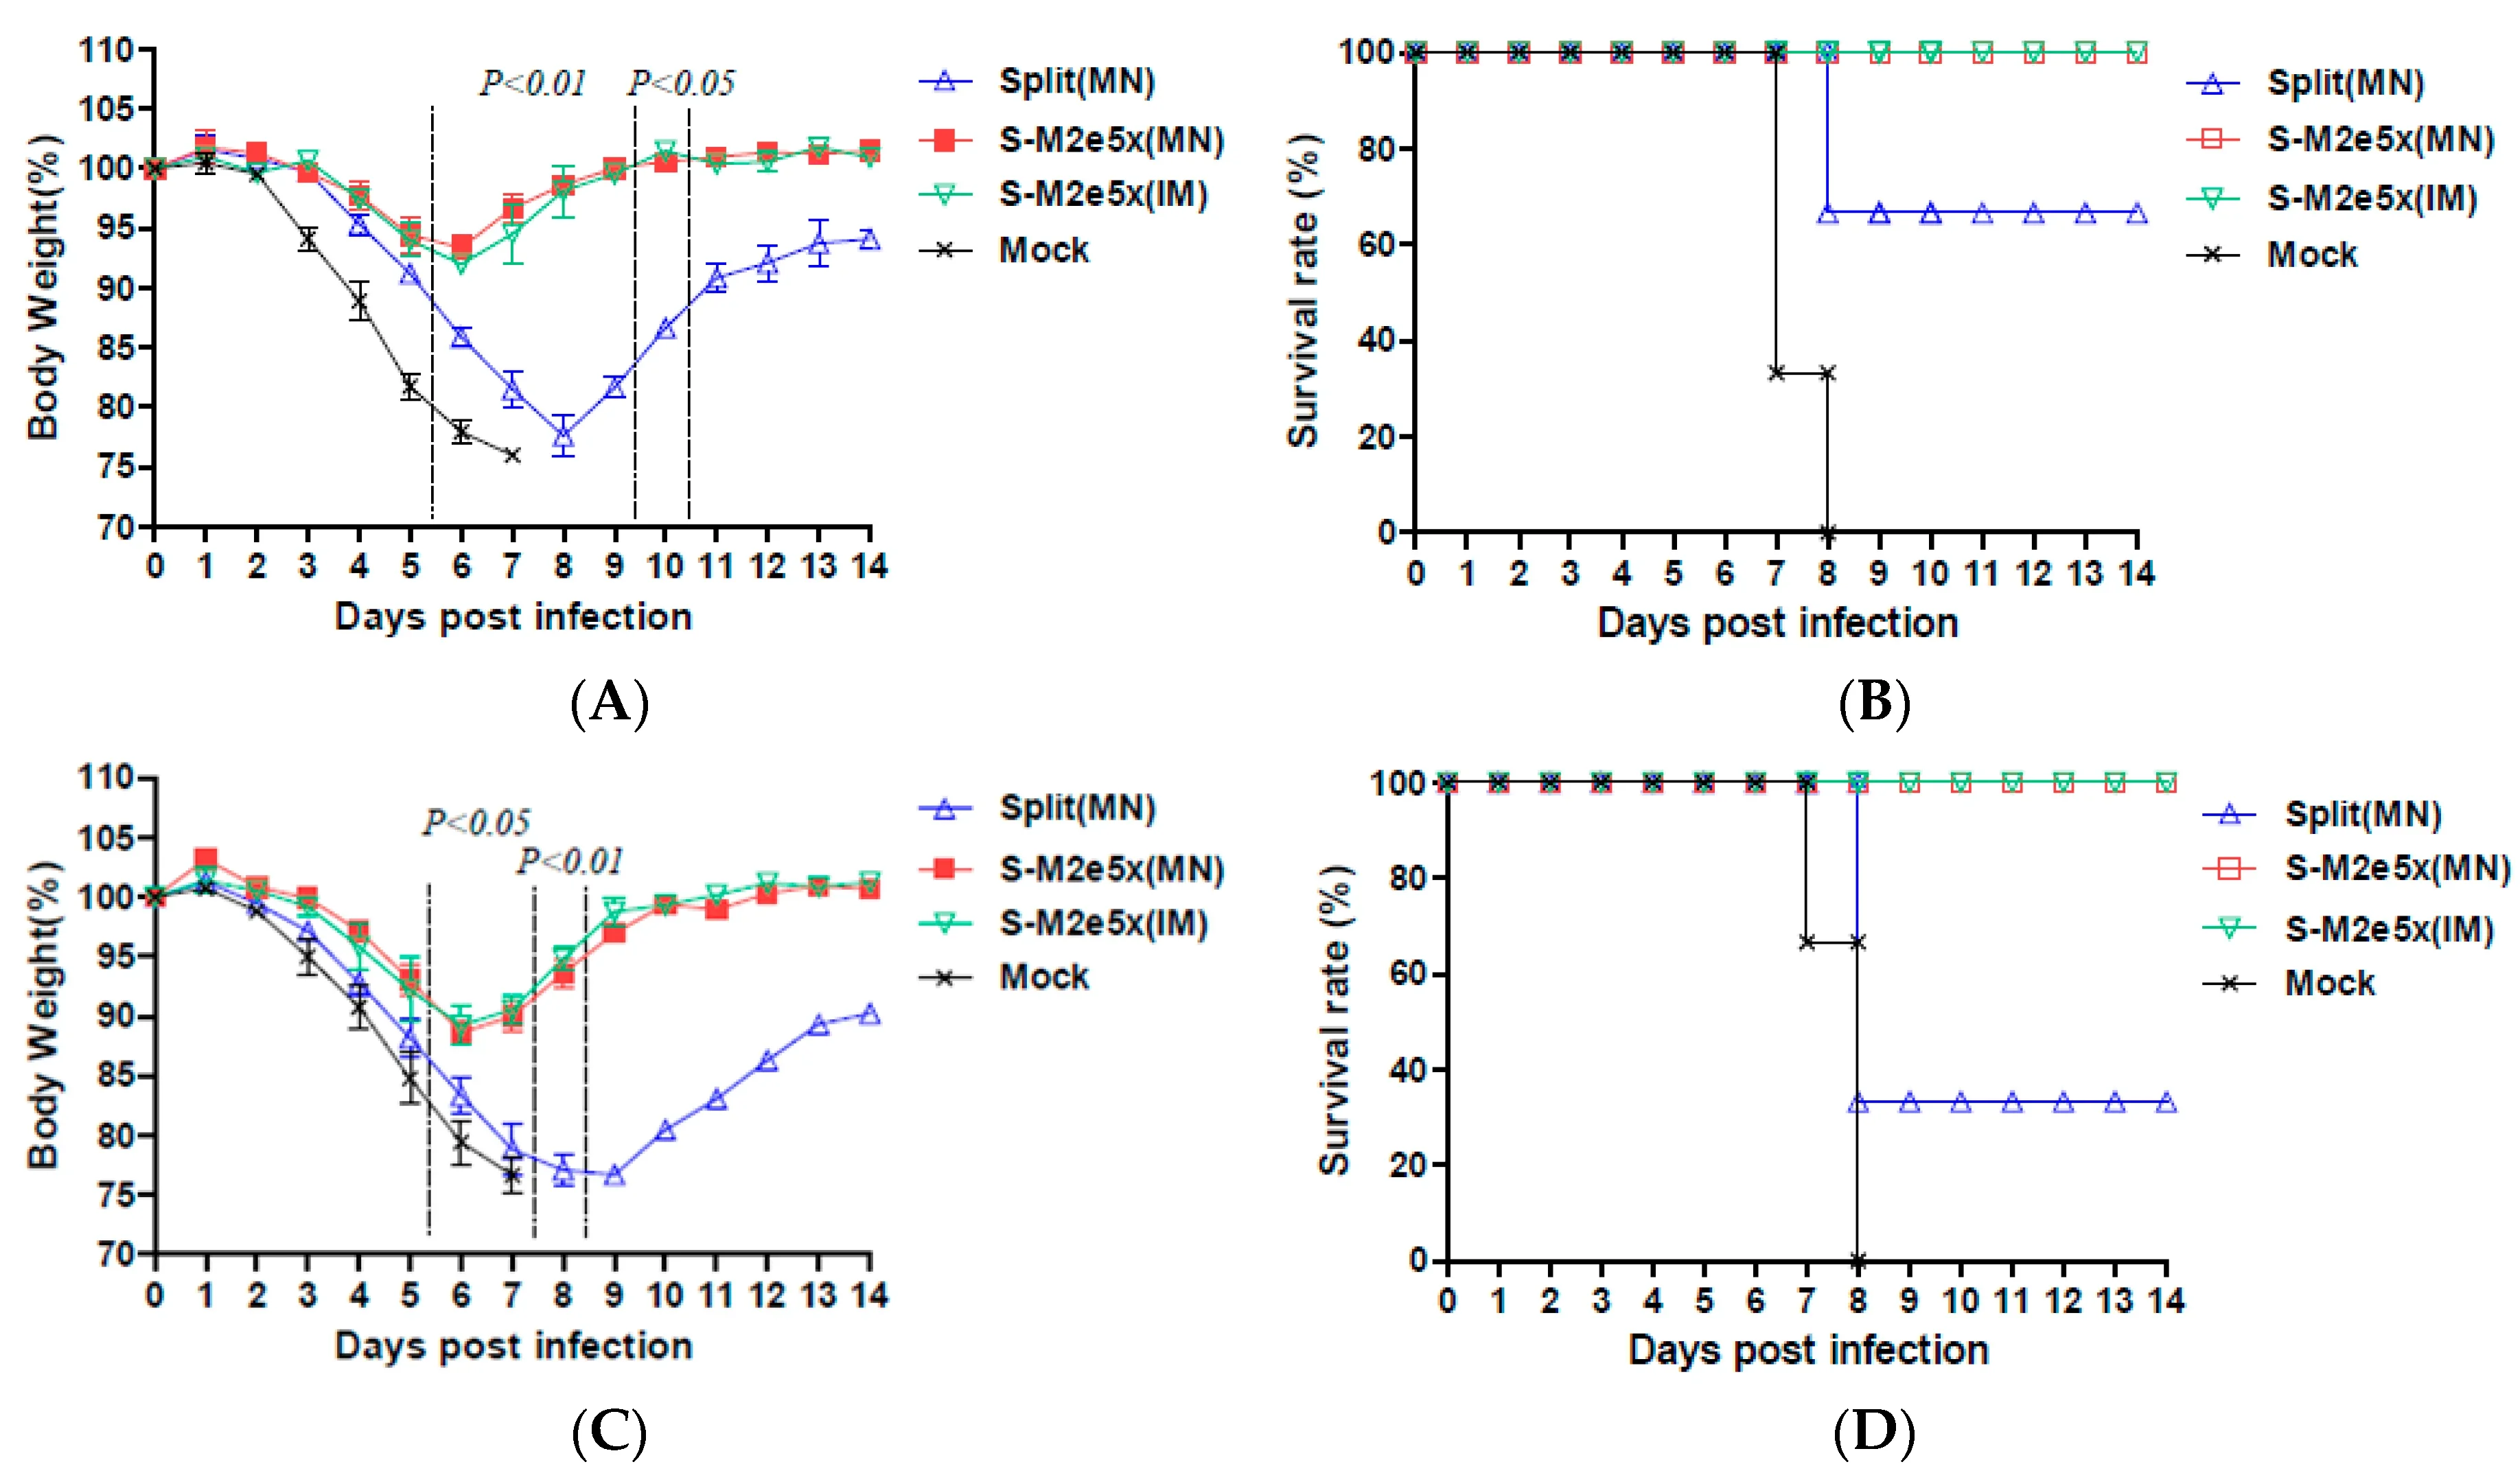 110
105
100
95
90
85
80
75
70
Body Weight(%)
P<0.01
P<0.05
0 1 2 3 4 5 6 7 8 9 10 11 12 13 14
Days post infection
Split(MN)
S-M2e5x(MN)
S-M2e5x(IM)
Mock
(A)
100
80
60
40
20
0
Survival rate (%)
0 1 2 3 4 5 6 7 8 9 10 11 12 13 14
Days post infection
Split(MN)
S-M2e5x(MN)
S-M2e5x(IM)
Mock
(B)
110
105
100
95
90
85
80
75
70
Body Weight(%)
P<0.05
P<0.01
0 1 2 3 4 5 6 7 8 9 10 11 12 13 14
Days post infection
Split(MN)
S-M2e5x(MN)
S-M2e5x(IM)
Mock
(C)
100
80
60
40
20
0
Survival rate (%)
0 1 2 3 4 5 6 7 8 9 10 11 12 13 14
Days post infection
Split(MN)
S-M2e5x(MN)
S-M2e5x(IM)
Mock
(D)